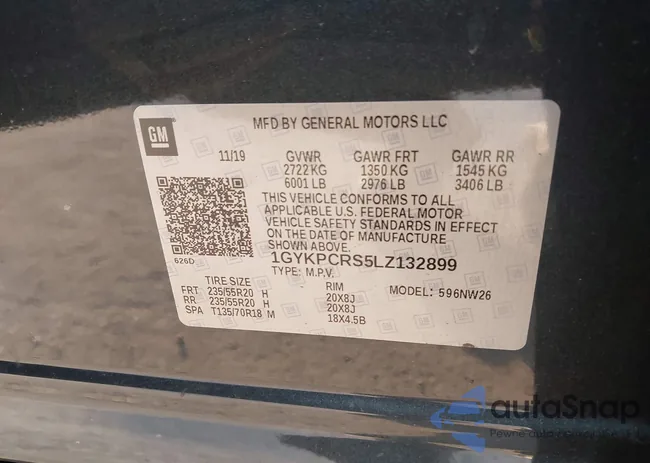 GM
MFD BY GENERAL MOTORS LLC
11/19 GVWR GAWR FRT GAWR RR
2722 KG 1350 KG 1545 KG
6001 LB 2976 LB 3406 LB
THIS VEHICLE CONFORMS TO ALL
APPLICABLE U.S. FEDERAL MOTOR
VEHICLE SAFETY STANDARDS IN EFFECT
ON THE DATE OF MANUFACTURE
SHOWN ABOVE.
626D
1GYKPCRS5LZ132899
TYPE: M.P.V.
TIRE SIZE RIM MODEL: 596NW26
FRT 235/55R20 H 20X8J
RR 235/55R20 H 20X8J
SPA T135/70R18 M 18X4.5B
autoSnap
Pewne auta